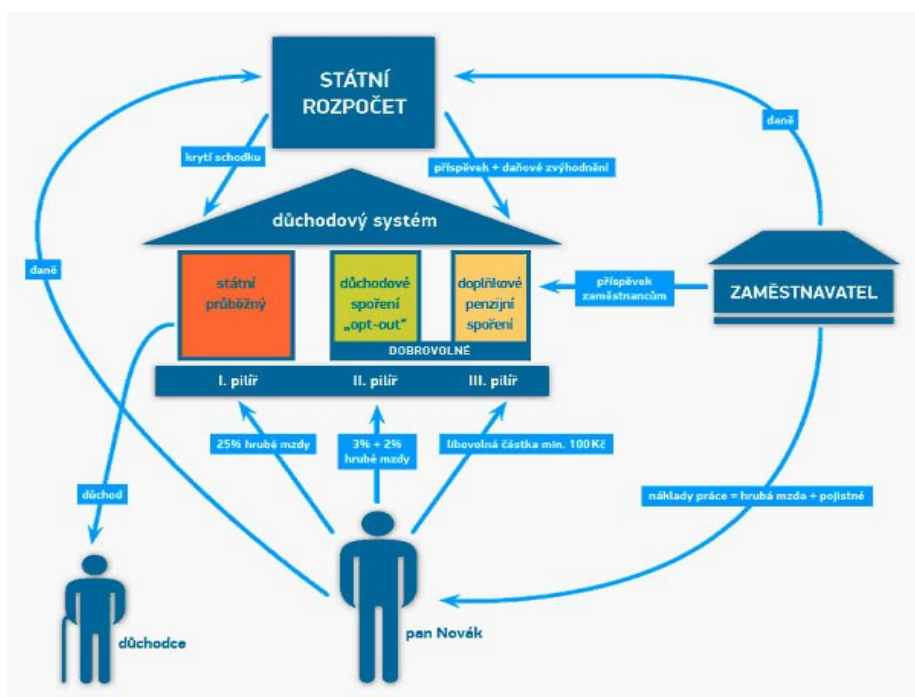 STÁTNÍ
ROZPOČET
daně
krytí schodku
příspěvek + daňové zvýhodnění
důchodový systém
daně
státní
průběžný
důchodové
spoření
„opt-out“
doplňkové
penzijní
spoření
příspěvek
zaměstnancům
ZAMĚSTNAVATEL
DOBROVOLNÉ
I. pilíř
II. pilíř
III. pilíř
25% hrubé mzdy
3% + 2%
hrubé mzdy
libovolná částka min. 100Kč
důchod
náklady práce = hrubá mzda + pojistné
důchodce
pan Novák